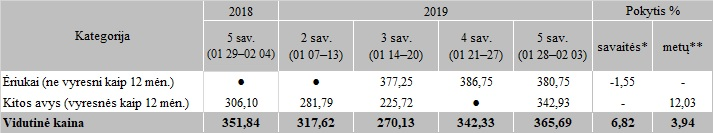 Kategorija 2018 2019 Pokytis %
5 sav. 2 sav. 3 sav. 4 sav. 5 sav. savaitės* metų**
(01 29–02 04) (01 07–13) (01 14–20) (01 21–27) (01 28–02 03)
Ėriukai (ne vyresni kaip 12 mėn.) ● ● 377,25 386,75 380,75 -1,55 -
Kitos avys (vyresnės kaip 12 mėn.) 306,10 281,79 225,72 ● 342,93 - 12,03
Vidutinė kaina 351,84 317,62 270,13 342,33 365,69 6,82 3,94